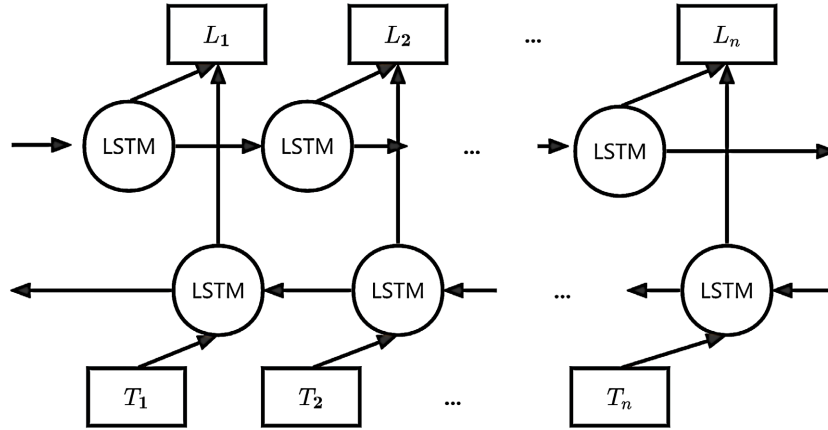 L₁ L₂ ... Lₙ
LSTM LSTM ... LSTM
LSTM LSTM ... LSTM
T₁ T₂ ... Tₙ